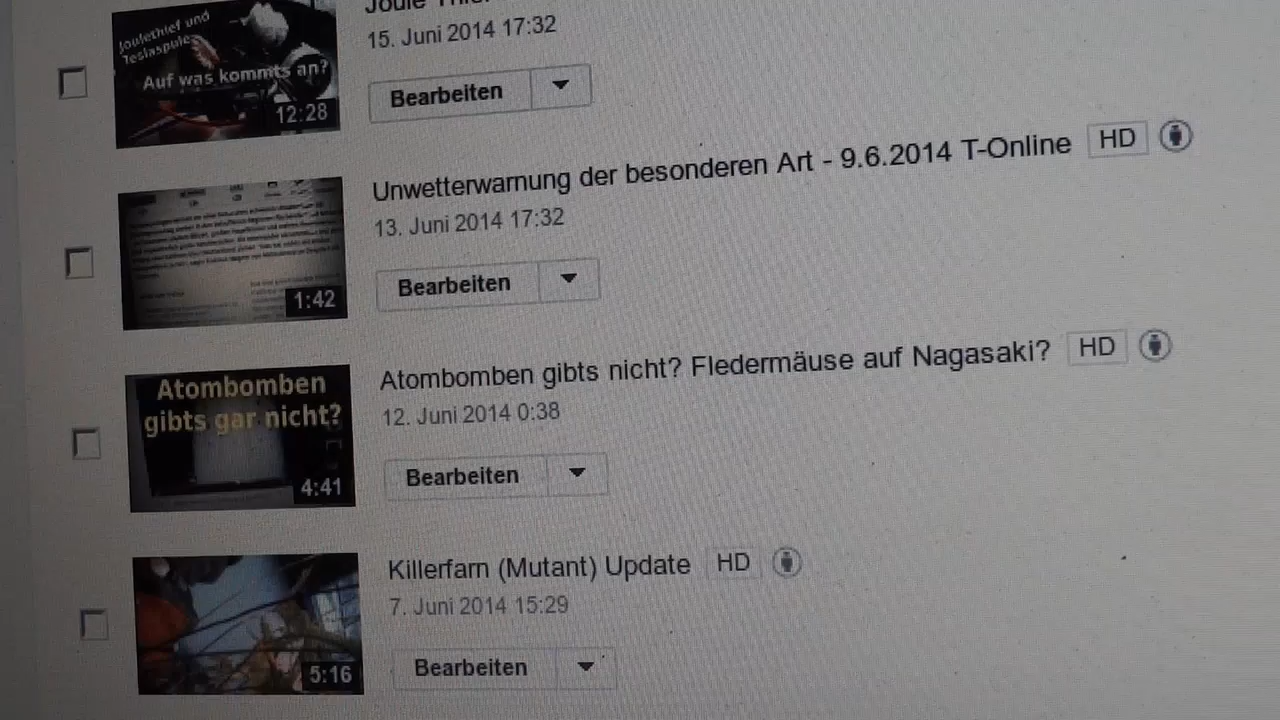 Joule
Joulethief und
Teslaspule
Auf was kommts an?
12:28
15. Juni 2014 17:32
Bearbeiten
Unwetterwarnung der besonderen Art - 9.6.2014 T-Online HD
13. Juni 2014 17:32
1:42
Bearbeiten
Atombomben gibts nicht? Fledermäuse auf Nagasaki? HD
Atombomben
gibts gar nicht?
12. Juni 2014 0:38
4:41
Bearbeiten
Killerfarn (Mutant) Update HD
7. Juni 2014 15:29
5:16
Bearbeiten